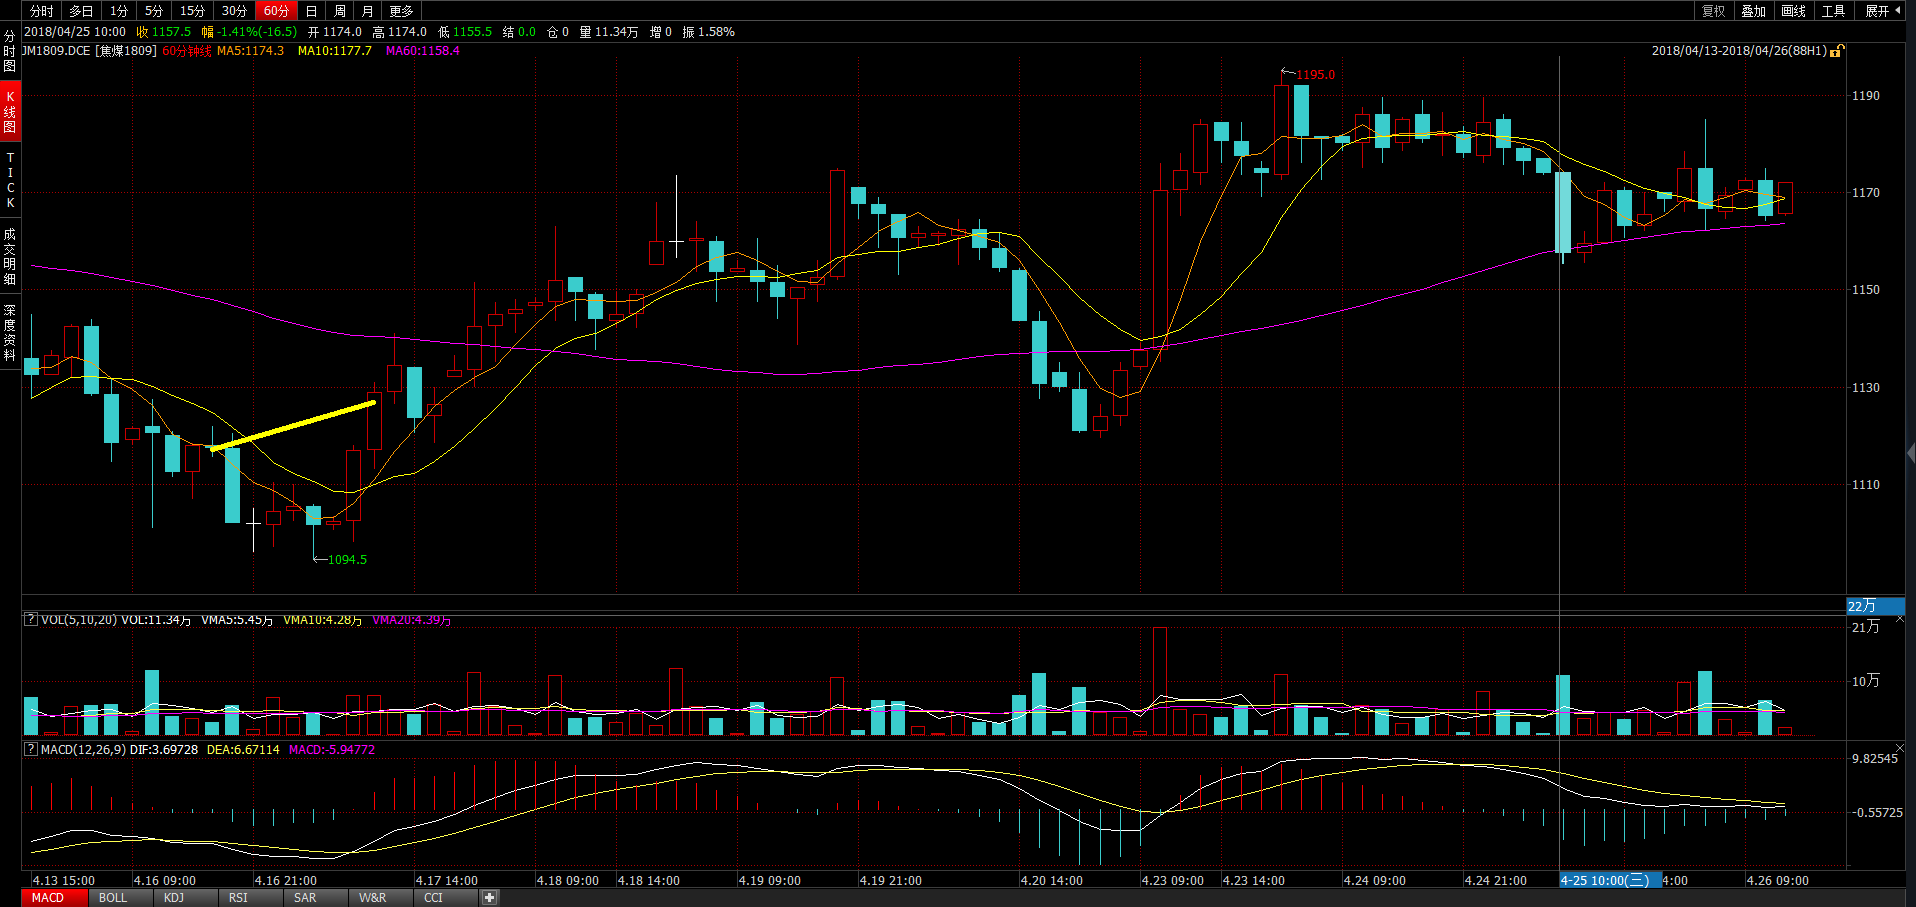 分时 多日 1分 5分 15分 30分 60分 日 周 月 更多 复权 叠加 画线 工具 展开
2018/04/25 10:00 收 1157.5 幅 -1.41%(-16.5) 开 1174.0 高 1174.0 低 1155.5 结 0.0 仓 0 量 11.34万 增 0 振 1.58%
JM1809.DCE [焦煤1809] 60分钟线 MA5:1174.3 MA10:1177.7 MA60:1158.4 2018/04/13-2018/04/26(88H1)
分时图
K线图
TICK
成交明细
深度资料
1195.0
1190
1170
1150
1130
1110
1094.5
22万
? VOL(5,10,20) VOL:11.34万 VMA5:5.45万 VMA10:4.28万 VMA20:4.39万
21万
10万
? MACD(12,26,9) DIF:3.69728 DEA:6.67114 MACD:-5.94772
9.82545
-0.55725
4.13 15:00 4.16 09:00 4.16 21:00 4.17 14:00 4.18 09:00 4.18 14:00 4.19 09:00 4.19 21:00 4.20 14:00 4.23 09:00 4.23 14:00 4.24 09:00 4.24 21:00 4-25 10:00(三) 4:00 4.26 09:00
MACD BOLL KDJ RSI SAR W&R CCI